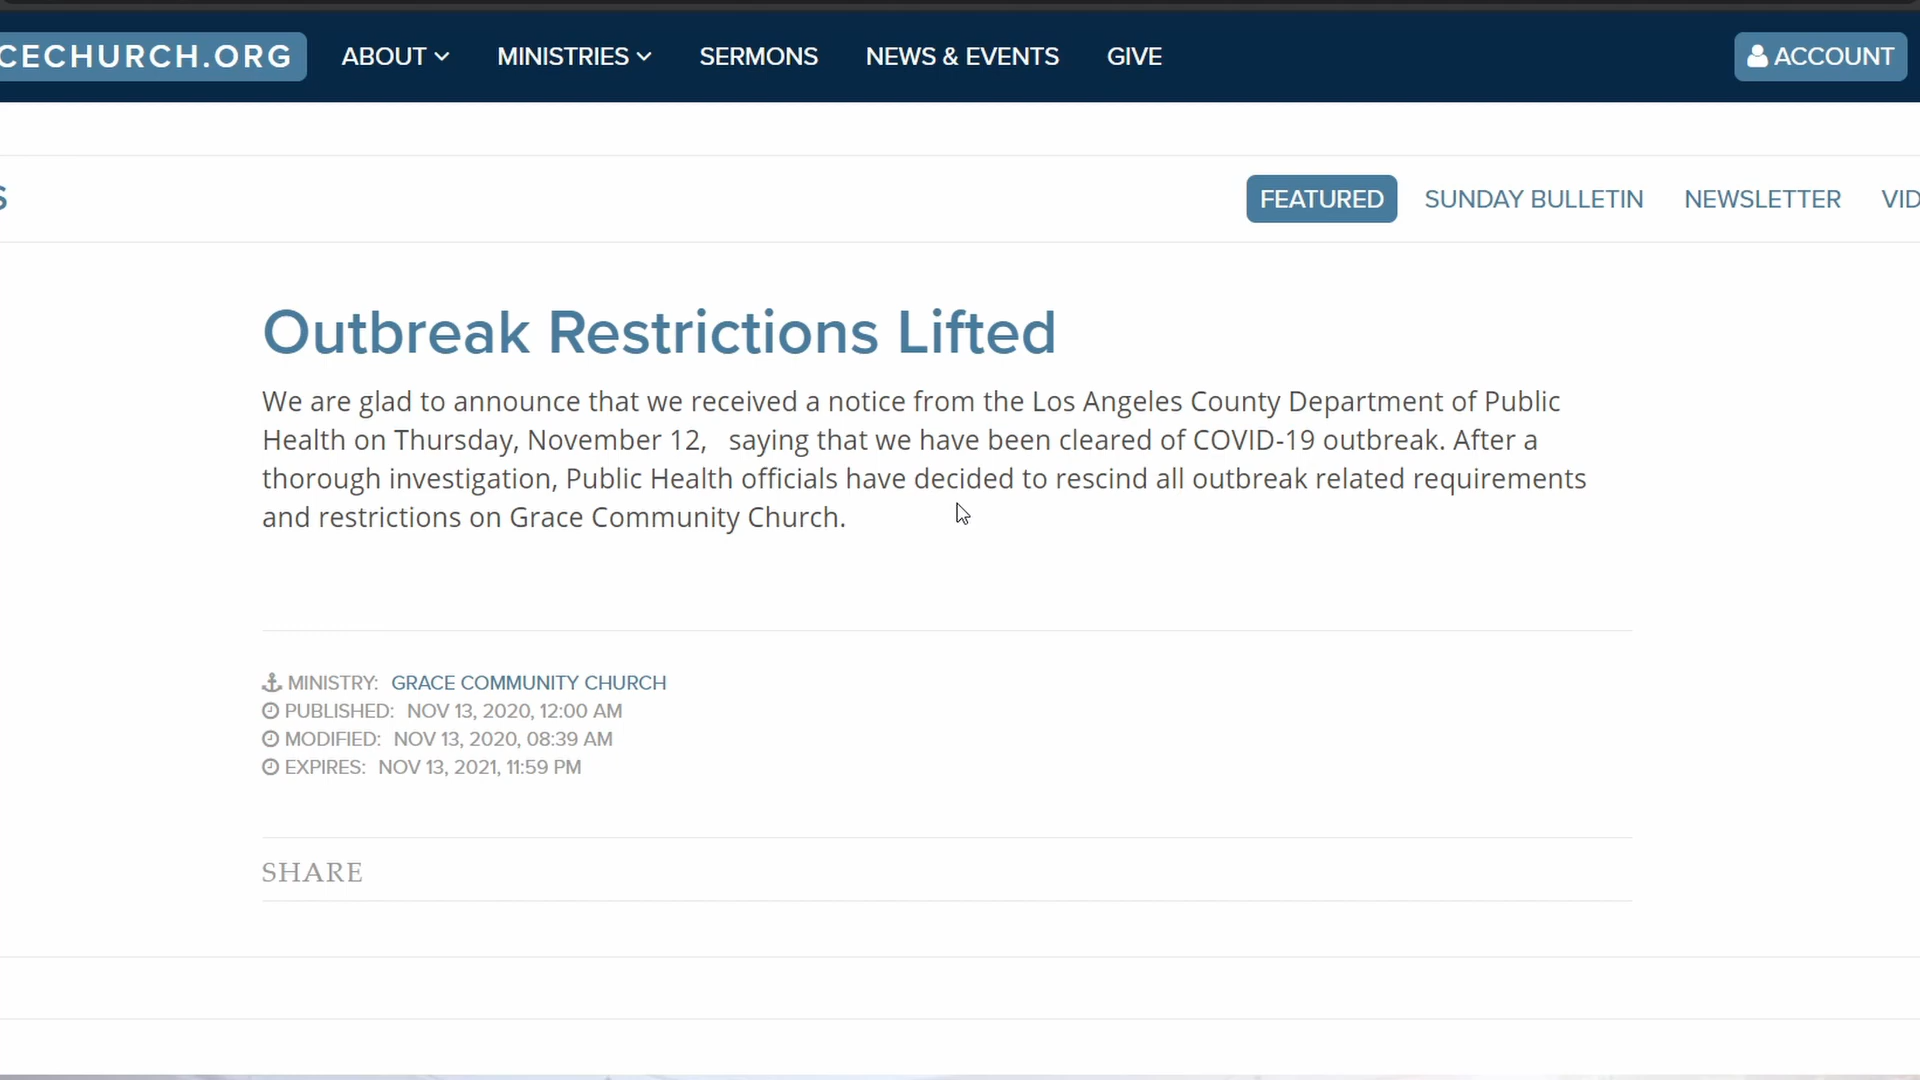 CECHURCH.ORG ABOUT MINISTRIES SERMONS NEWS & EVENTS GIVE ACCOUNT
S FEATURED SUNDAY BULLETIN NEWSLETTER VID
Outbreak Restrictions Lifted
We are glad to announce that we received a notice from the Los Angeles County Department of Public
Health on Thursday, November 12, saying that we have been cleared of COVID-19 outbreak. After a
thorough investigation, Public Health officials have decided to rescind all outbreak related requirements
and restrictions on Grace Community Church.
MINISTRY: GRACE COMMUNITY CHURCH
PUBLISHED: NOV 13, 2020, 12:00 AM
MODIFIED: NOV 13, 2020, 08:39 AM
EXPIRES: NOV 13, 2021, 11:59 PM
SHARE